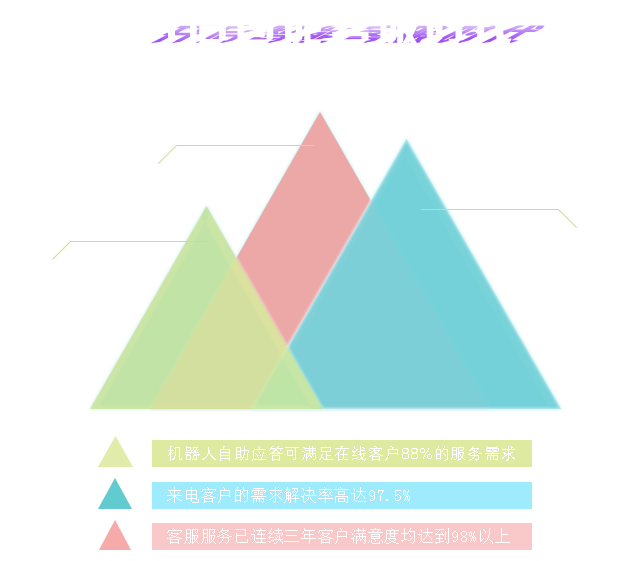 机器人自助应答可满足在线客户88%的服务需求
来电客户的需求解决率高达97.5%
客服服务已连续三年客户满意度均达到98%以上